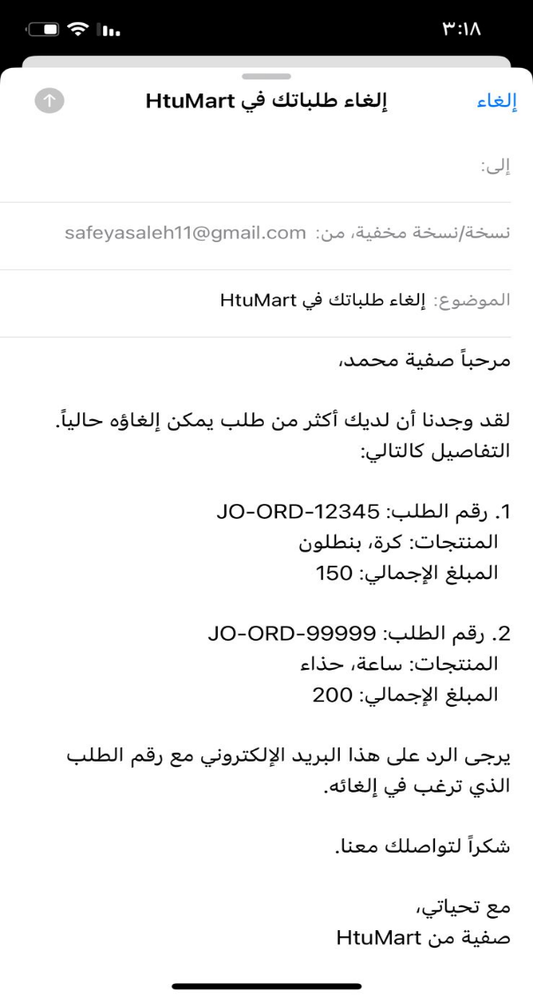 ٣:١٨
إلغاء
إلغاء طلباتك في HtuMart
إلى:
نسخة/نسخة مخفية، من: safeyasaleh11@gmail.com
الموضوع: إلغاء طلباتك في HtuMart
مرحباً صفية محمد،
لقد وجدنا أن لديك أكثر من طلب يمكن إلغاؤه حالياً.
التفاصيل كالتالي:
1. رقم الطلب: JO-ORD-12345
المنتجات: كرة، بنطلون
المبلغ الإجمالي: 150
2. رقم الطلب: JO-ORD-99999
المنتجات: ساعة، حذاء
المبلغ الإجمالي: 200
يرجى الرد على هذا البريد الإلكتروني مع رقم الطلب
الذي ترغب في إلغائه.
شكراً لتواصلك معنا.
مع تحياتي،
صفية من HtuMart